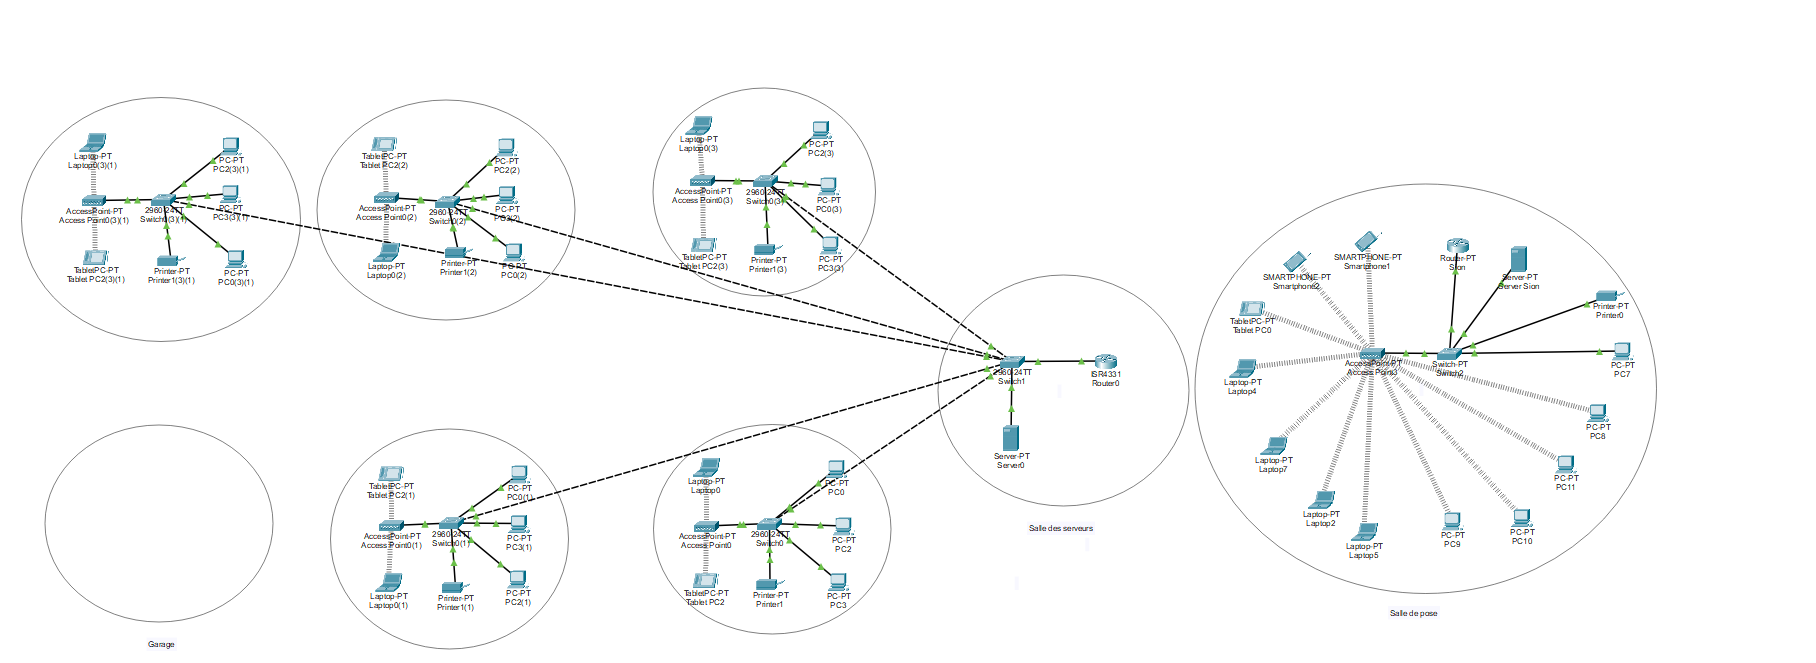 Laptop-PT
Laptop0(3)(1)
PC-PT
PC2(3)(1)
AccessPoint-PT
Access Point0(3)(1)
2960-24TT
Switch0(3)(1)
PC-PT
PC3(3)(1)
TabletPC-PT
Tablet PC2(3)(1)
Printer-PT
Printer1(3)(1)
PC-PT
PC0(3)(1)
TabletPC-PT
Tablet PC2(2)
PC-PT
PC2(2)
AccessPoint-PT
Access Point0(2)
2960-24TT
Switch0(2)
PC-PT
PC3(2)
Laptop-PT
Laptop0(2)
Printer-PT
Printer1(2)
PC-PT
PC0(2)
Laptop-PT
Laptop0(3)
PC-PT
PC2(3)
AccessPoint-PT
Access Point0(3)
2960-24TT
Switch0(3)
PC-PT
PC0(3)
TabletPC-PT
Tablet PC2(3)
Printer-PT
Printer1(3)
PC-PT
PC3(3)
2960-24TT
Switch1
ISR4331
Router0
Server-PT
Server0
Salle des serveurs
SMARTPHONE-PT
Smartphone1
SMARTPHONE-PT
Smartphone2
Router-PT
Sion
Server-PT
Server Sion
TabletPC-PT
Tablet PC0
Printer-PT
Printer0
AccessPoint-PT
Access Point3
Switch-PT
Switch2
PC-PT
PC7
Laptop-PT
Laptop4
PC-PT
PC8
Laptop-PT
Laptop7
PC-PT
PC11
Laptop-PT
Laptop2
Laptop-PT
Laptop5
PC-PT
PC9
PC-PT
PC10
Salle de pose
Garage
TabletPC-PT
Tablet PC2(1)
PC-PT
PC0(1)
AccessPoint-PT
Access Point0(1)
2960-24TT
Switch0(1)
PC-PT
PC3(1)
Laptop-PT
Laptop0(1)
Printer-PT
Printer1(1)
PC-PT
PC2(1)
Laptop-PT
Laptop0
PC-PT
PC0
AccessPoint-PT
Access Point0
2960-24TT
Switch0
PC-PT
PC2
TabletPC-PT
Tablet PC2
Printer-PT
Printer1
PC-PT
PC3